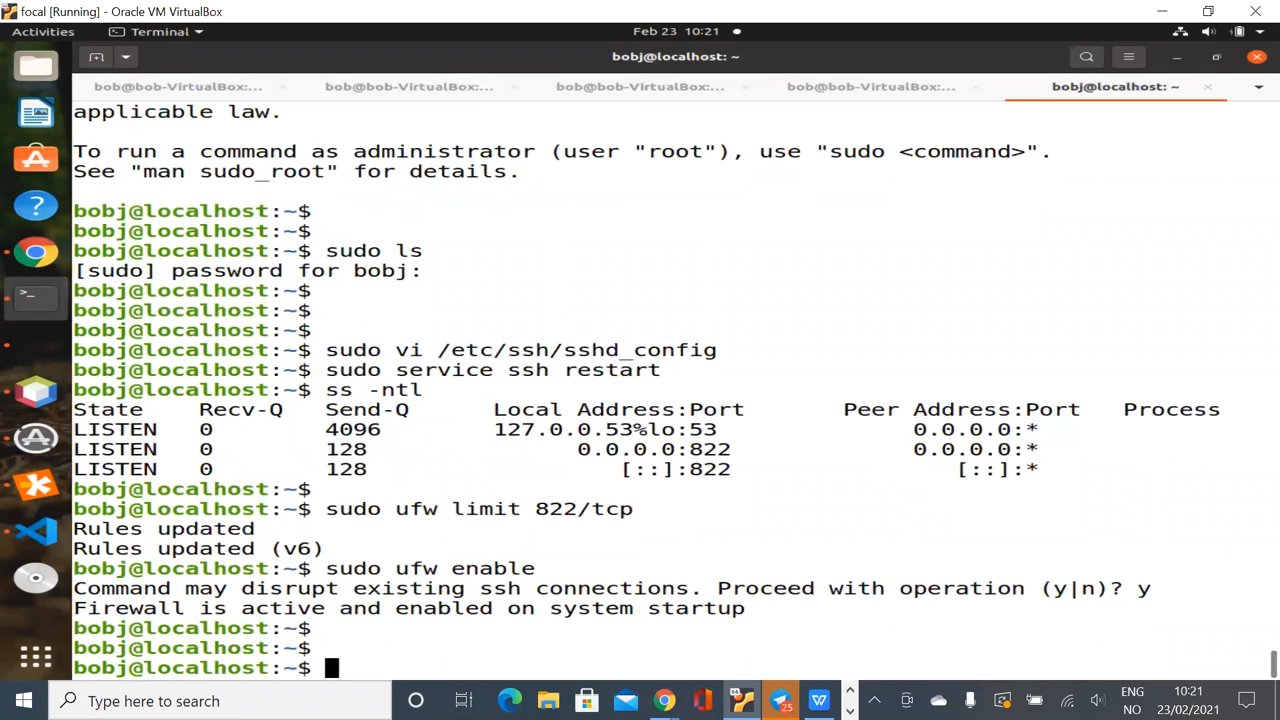 focal [Running] - Oracle VM VirtualBox
Activities Terminal Feb 23 10:21
bobj@localhost: ~
bob@bob-VirtualBox:... bob@bob-VirtualBox:... bob@bob-VirtualBox:... bob@bob-VirtualBox:... bobj@localhost: ~
applicable law.
To run a command as administrator (user "root"), use "sudo <command>".
See "man sudo_root" for details.
bobj@localhost:~$
bobj@localhost:~$
bobj@localhost:~$ sudo ls
[sudo] password for bobj:
bobj@localhost:~$
bobj@localhost:~$
bobj@localhost:~$
bobj@localhost:~$ sudo vi /etc/ssh/sshd_config
bobj@localhost:~$ sudo service ssh restart
bobj@localhost:~$ ss -ntl
State Recv-Q Send-Q Local Address:Port Peer Address:Port Process
LISTEN 0 4096 127.0.0.53%lo:53 0.0.0.0:*
LISTEN 0 128 0.0.0.0:822 0.0.0.0:*
LISTEN 0 128 [::]:822 [::]:*
bobj@localhost:~$
bobj@localhost:~$ sudo ufw limit 822/tcp
Rules updated
Rules updated (v6)
bobj@localhost:~$ sudo ufw enable
Command may disrupt existing ssh connections. Proceed with operation (y|n)? y
Firewall is active and enabled on system startup
bobj@localhost:~$
bobj@localhost:~$
bobj@localhost:~$
Type here to search 25 ENG 10:21
NO 23/02/2021